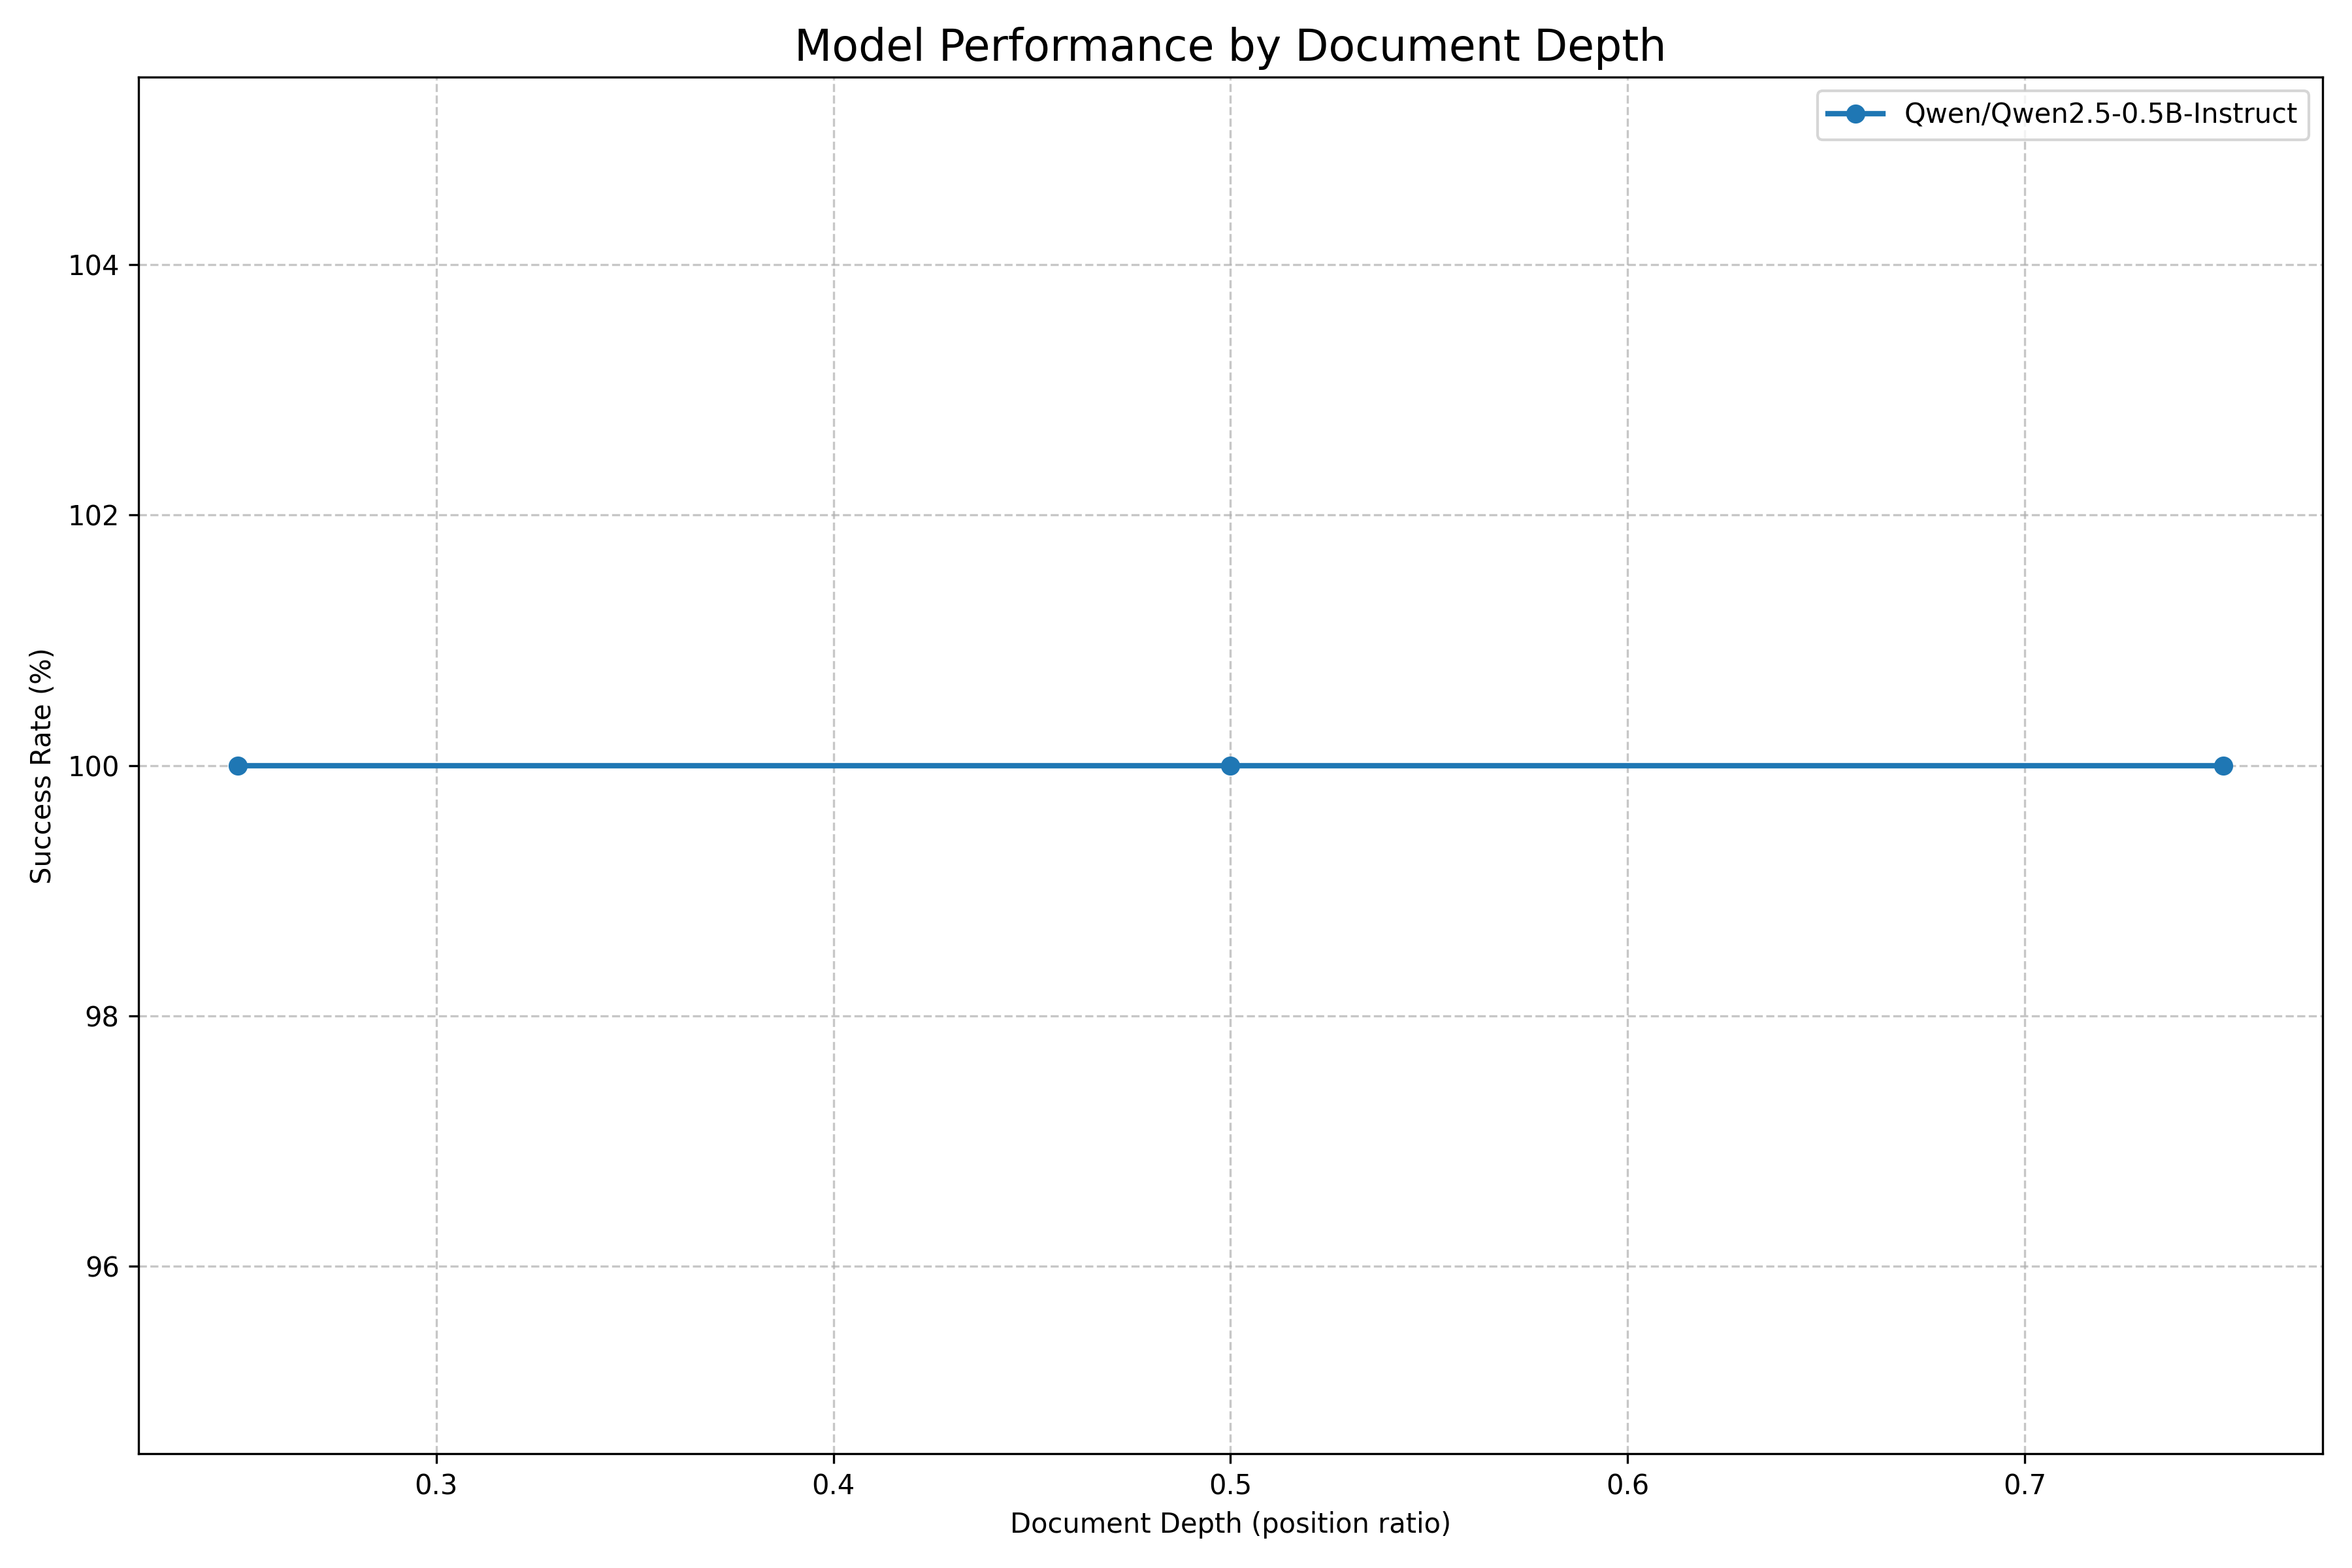 Model Performance by Document Depth
Qwen/Qwen2.5-0.5B-Instruct
104
102
100
98
96
Success Rate (%)
0.3
0.4
0.5
0.6
0.7
Document Depth (position ratio)